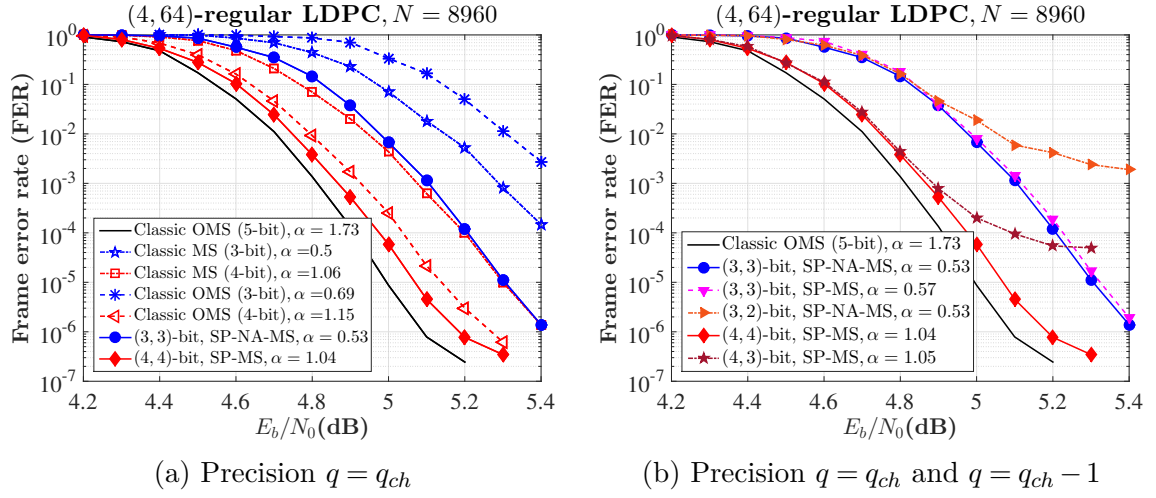 (4, 64)-regular LDPC, N = 8960
Frame error rate (FER)
10^0
10^-1
10^-2
10^-3
10^-4
10^-5
10^-6
10^-7
Classic OMS (5-bit), α = 1.73
Classic MS (3-bit), α = 0.5
Classic MS (4-bit), α = 1.06
Classic OMS (3-bit), α = 0.69
Classic OMS (4-bit), α = 1.15
(3, 3)-bit, SP-NA-MS, α = 0.53
(4, 4)-bit, SP-MS, α = 1.04
4.2 4.4 4.6 4.8 5 5.2 5.4
E_b/N_0(dB)
(a) Precision q = q_ch
(4, 64)-regular LDPC, N = 8960
Frame error rate (FER)
10^0
10^-1
10^-2
10^-3
10^-4
10^-5
10^-6
10^-7
Classic OMS (5-bit), α = 1.73
(3, 3)-bit, SP-NA-MS, α = 0.53
(3, 3)-bit, SP-MS, α = 0.57
(3, 2)-bit, SP-NA-MS, α = 0.53
(4, 4)-bit, SP-MS, α = 1.04
(4, 3)-bit, SP-MS, α = 1.05
4.2 4.4 4.6 4.8 5 5.2 5.4
E_b/N_0(dB)
(b) Precision q = q_ch and q = q_ch − 1